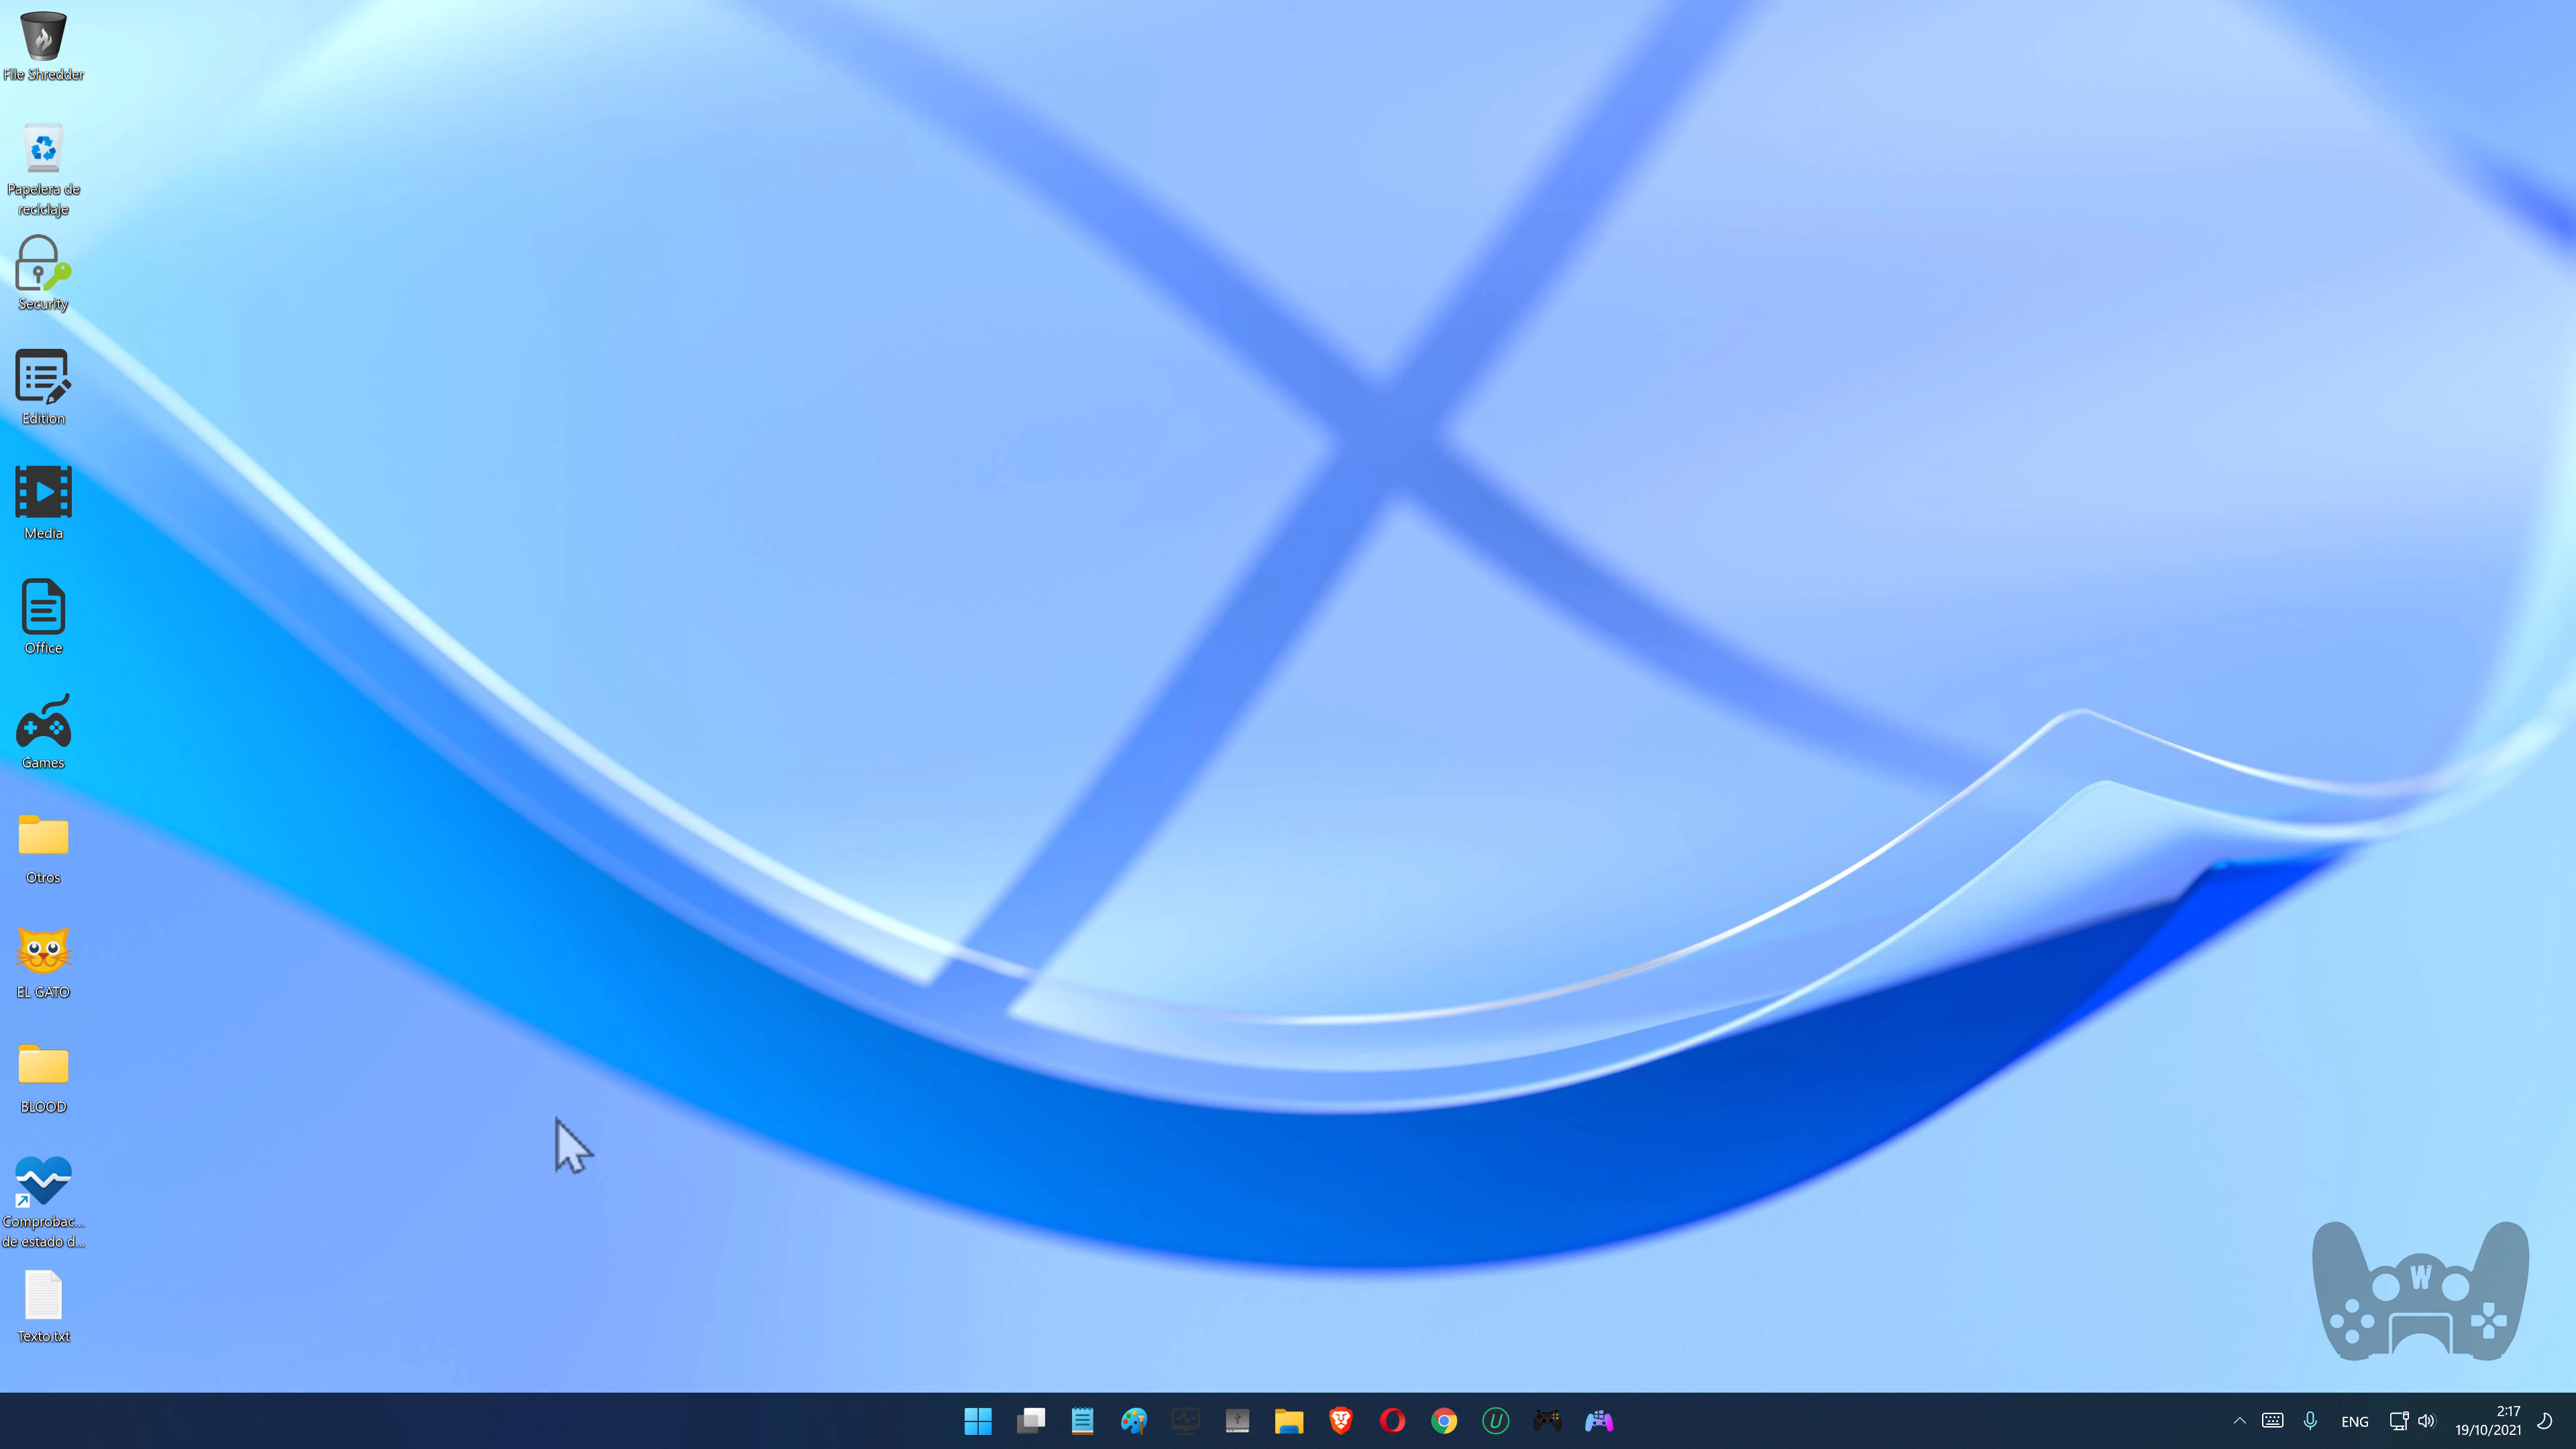 File Shredder
Papelera de
reciclaje
Security
Edition
Media
Office
Games
Otros
EL GATO
BLOOD
Comprobac...
de estado d...
Texto.txt
W
U
ENG
2:17
19/10/2021